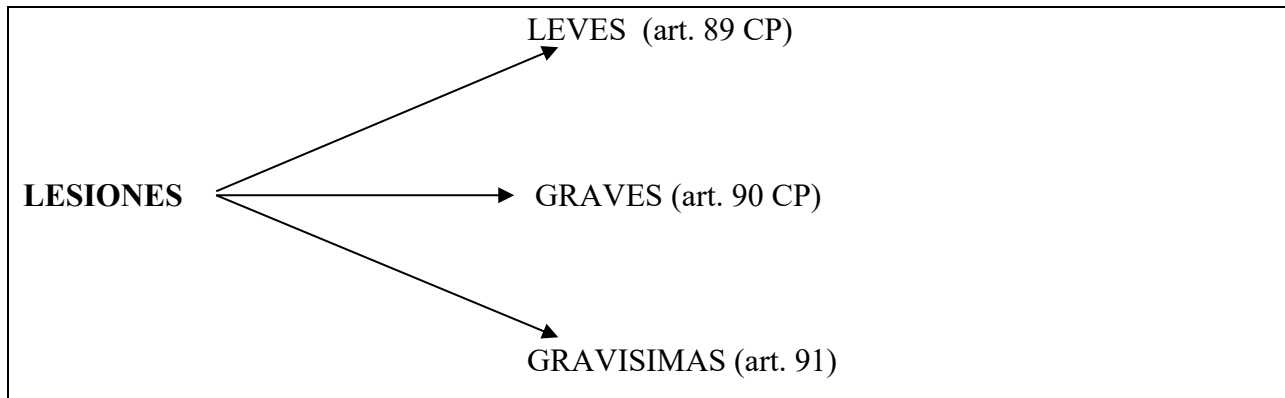 LEVES (art. 89 CP)
LESIONES
GRAVES (art. 90 CP)
GRAVISIMAS (art. 91)